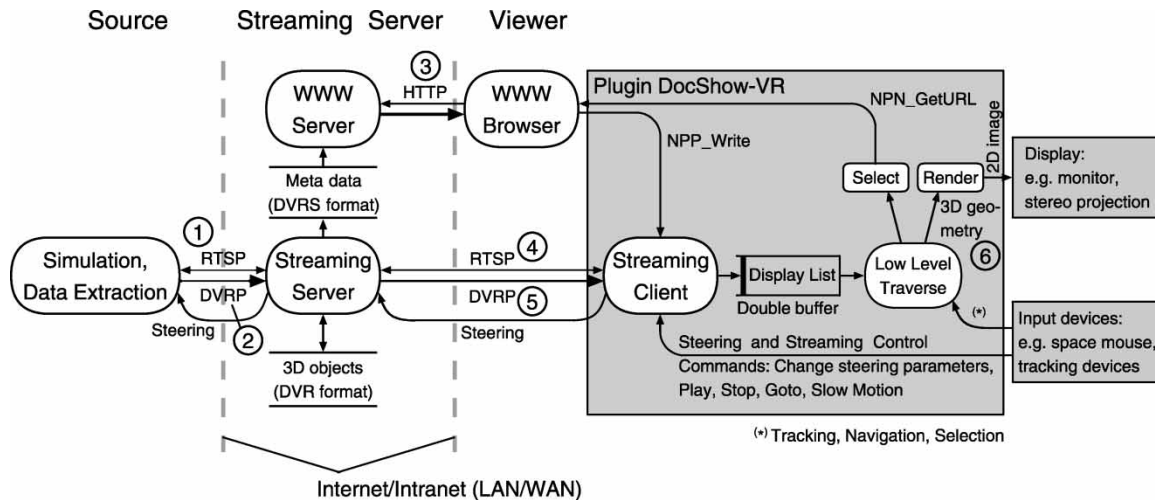 Source
Streaming Server
Viewer
WWW
Server
3
HTTP
WWW
Browser
Plugin DocShow-VR
NPN_GetURL
NPP_Write
2D image
Display:
e.g. monitor,
stereo projection
Select
Render
3D geo-
metry
Meta data
(DVRS format)
1
RTSP
Simulation,
Data Extraction
DVRP
Steering
2
Streaming
Server
4
RTSP
DVRP
5
Steering
Streaming
Client
Display List
Double buffer
Low Level
Traverse
6
(*)
Input devices:
e.g. space mouse,
tracking devices
3D objects
(DVR format)
Steering and Streaming Control
Commands: Change steering parameters,
Play, Stop, Goto, Slow Motion
(*) Tracking, Navigation, Selection
Internet/Intranet (LAN/WAN)